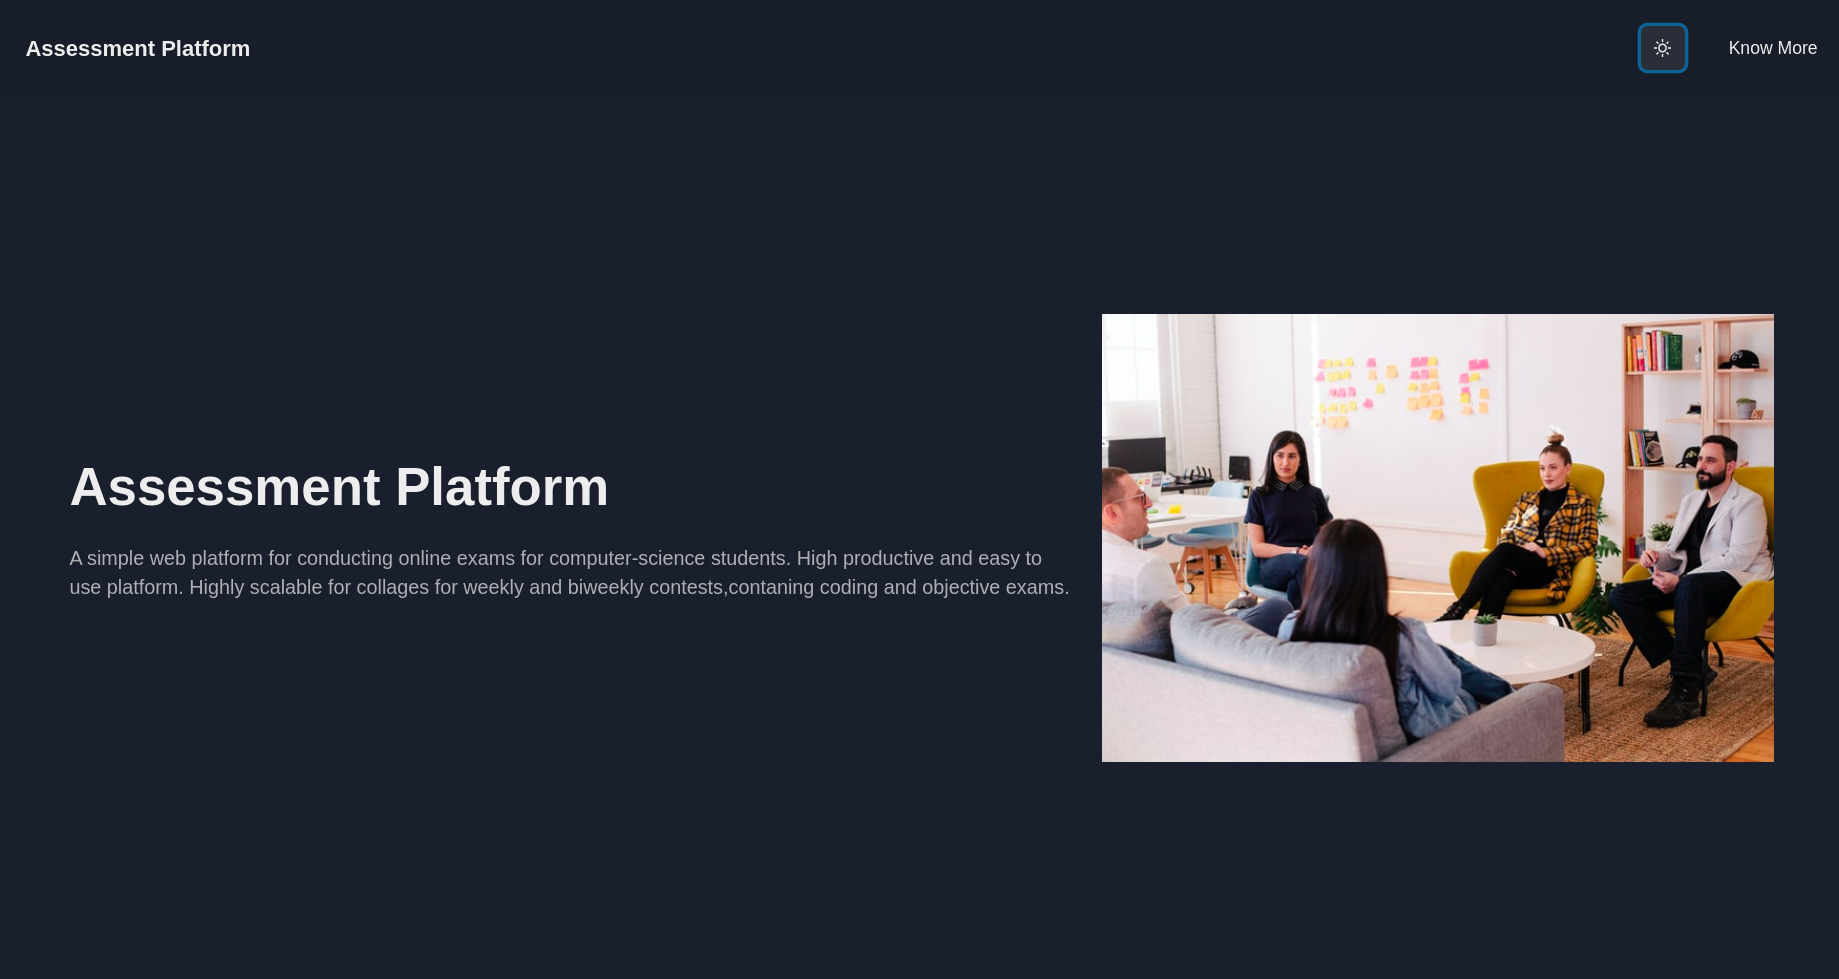 Assessment Platform
Know More
Assessment Platform
A simple web platform for conducting online exams for computer-science students. High productive and easy to
use platform. Highly scalable for collages for weekly and biweekly contests,contaning coding and objective exams.